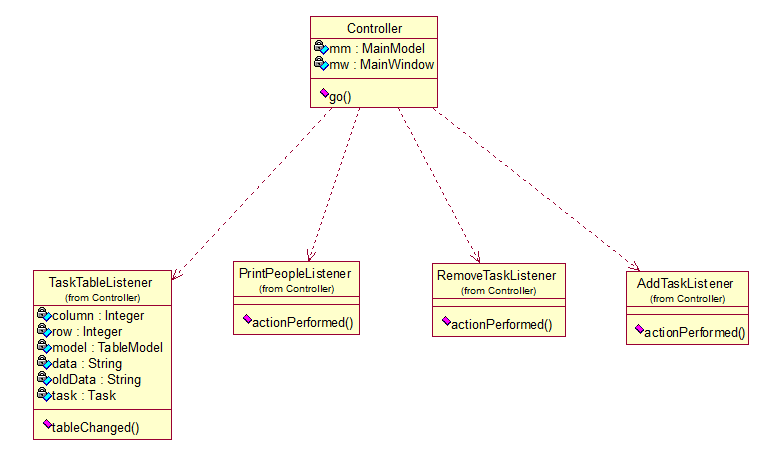 Controller
mm : MainModel
mw : MainWindow
go()
TaskTableListener
(from Controller)
column : Integer
row : Integer
model : TableModel
data : String
oldData : String
task : Task
tableChanged()
PrintPeopleListener
(from Controller)
actionPerformed()
RemoveTaskListener
(from Controller)
actionPerformed()
AddTaskListener
(from Controller)
actionPerformed()